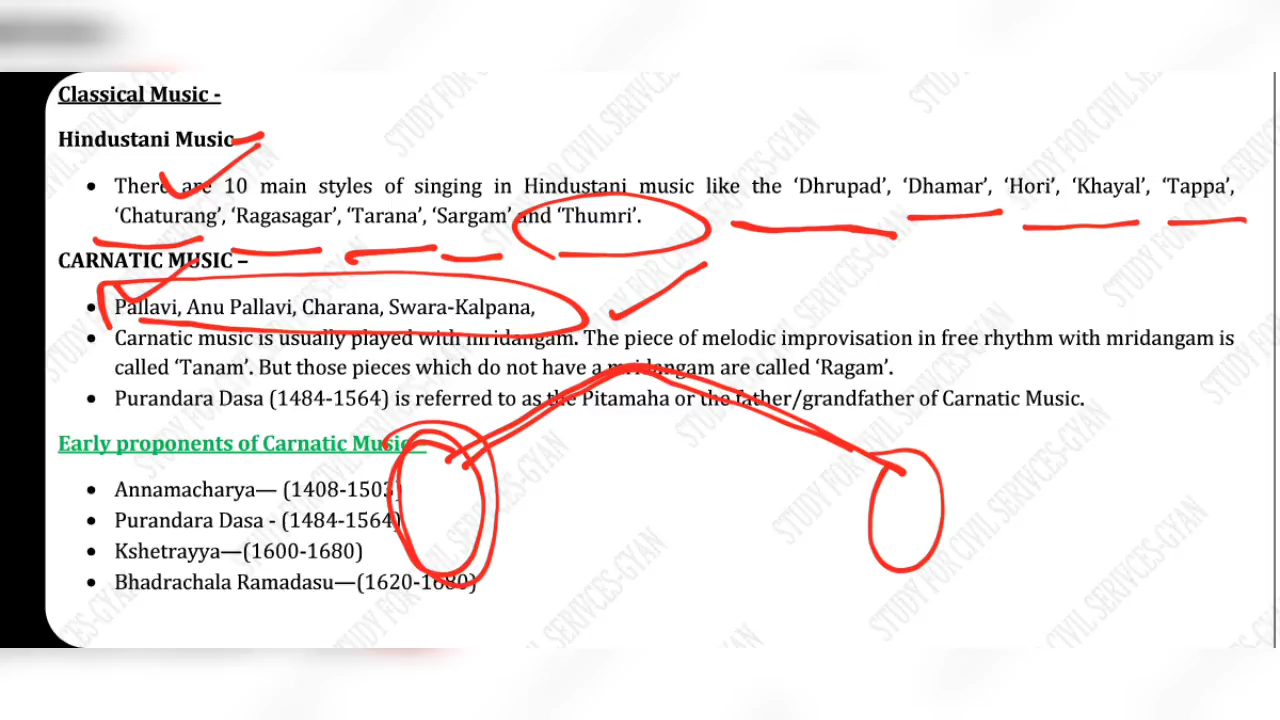 Classical Music -
Hindustani Music
• There are 10 main styles of singing in Hindustani music like the ‘Dhrupad’, ‘Dhamar’, ‘Hori’, ‘Khayal’, ‘Tappa’,
‘Chaturang’, ‘Ragasagar’, ‘Tarana’, ‘Sargam’ and ‘Thumri’.
CARNATIC MUSIC –
• Pallavi, Anu Pallavi, Charana, Swara-Kalpana,
• Carnatic music is usually played with mridangam. The piece of melodic improvisation in free rhythm with mridangam is
called ‘Tanam’. But those pieces which do not have a mridangam are called ‘Ragam’.
• Purandara Dasa (1484-1564) is referred to as the Pitamaha or the father/grandfather of Carnatic Music.
Early proponents of Carnatic Music –
• Annamacharya— (1408-1503)
• Purandara Dasa - (1484-1564)
• Kshetrayya—(1600-1680)
• Bhadrachala Ramadasu—(1620-1680)
STUDY FOR CIVIL SERIVCES-GYAN